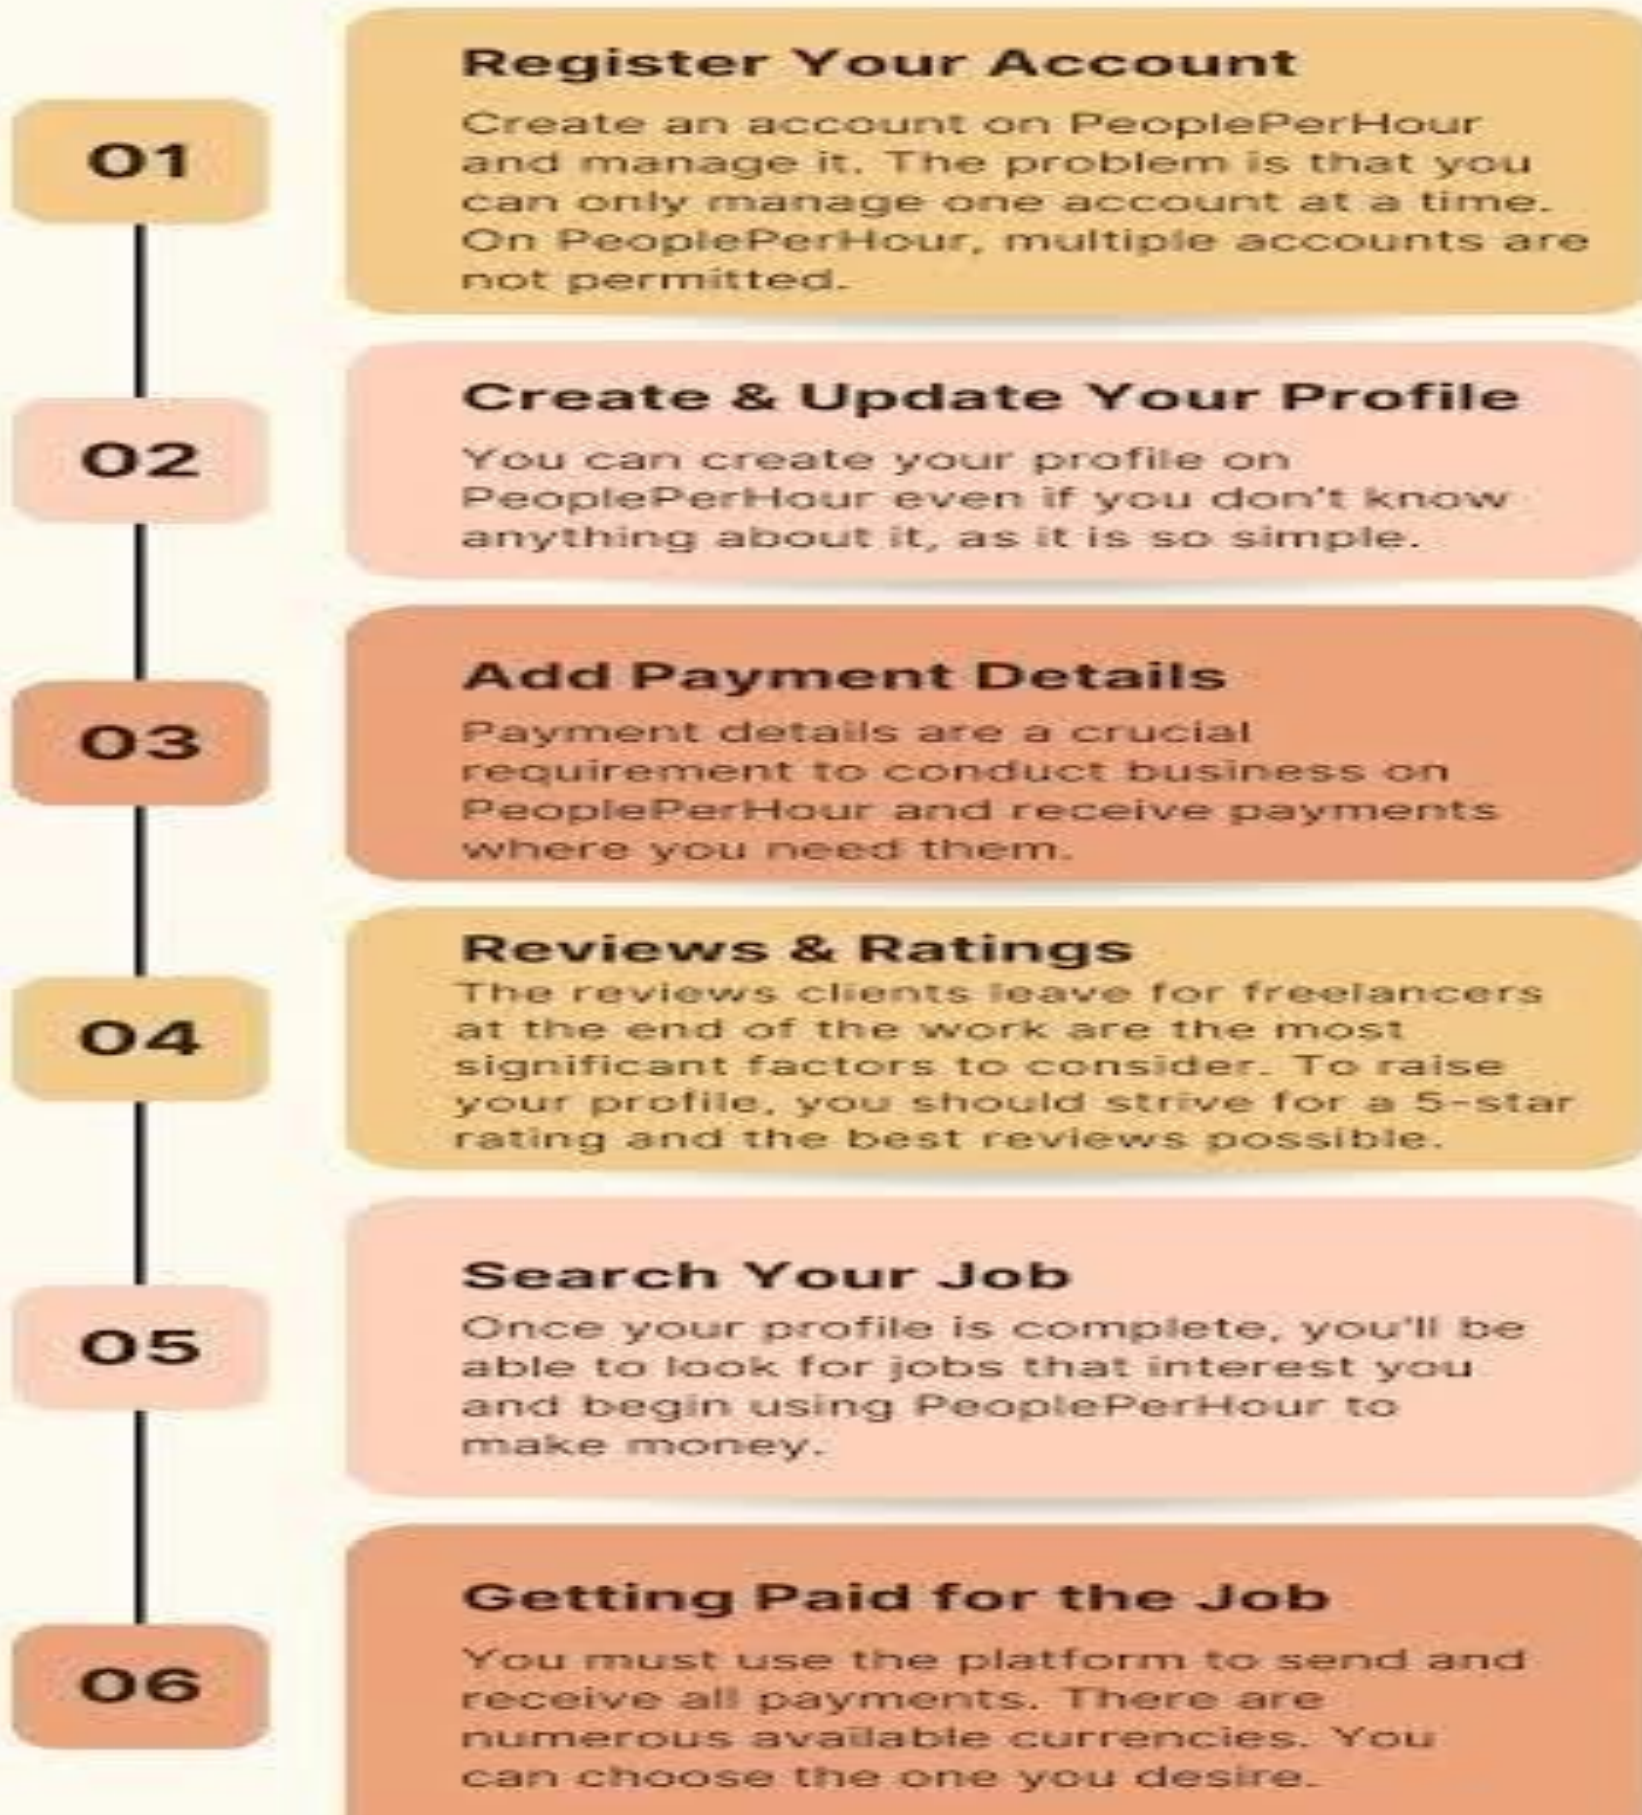 01
Register Your Account
Create an account on PeoplePerHour
and manage it. The problem is that you
can only manage one account at a time.
On PeoplePerHour, multiple accounts are
not permitted.
02
Create & Update Your Profile
You can create your profile on
PeoplePerHour even if you don't know
anything about it, as it is so simple.
03
Add Payment Details
Payment details are a crucial
requirement to conduct business on
PeoplePerHour and receive payments
where you need them.
04
Reviews & Ratings
The reviews clients leave for freelancers
at the end of the work are the most
significant factors to consider. To raise
your profile, you should strive for a 5-star
rating and the best reviews possible.
05
Search Your Job
Once your profile is complete, you'll be
able to look for jobs that interest you
and begin using PeoplePerHour to
make money.
06
Getting Paid for the Job
You must use the platform to send and
receive all payments. There are
numerous available currencies. You
can choose the one you desire.